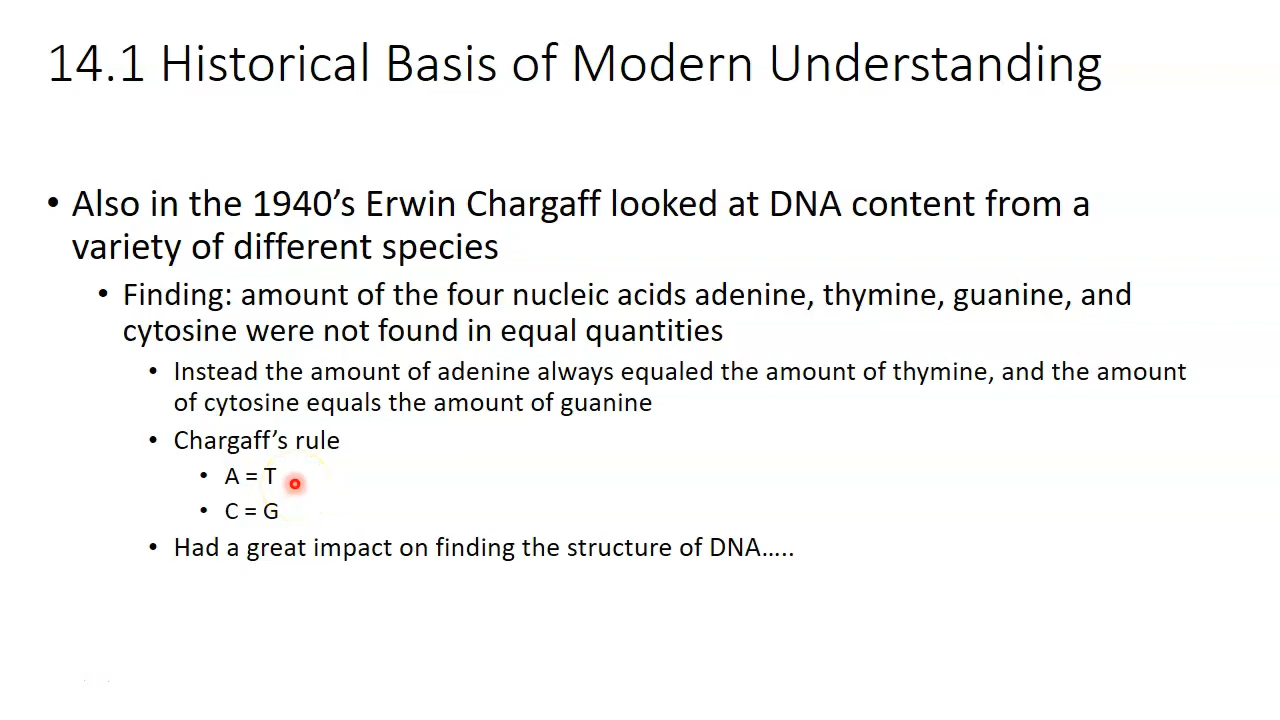 14.1 Historical Basis of Modern Understanding
• Also in the 1940’s Erwin Chargaff looked at DNA content from a
variety of different species
• Finding: amount of the four nucleic acids adenine, thymine, guanine, and
cytosine were not found in equal quantities
• Instead the amount of adenine always equaled the amount of thymine, and the amount
of cytosine equals the amount of guanine
• Chargaff’s rule
• A = T
• C = G
• Had a great impact on finding the structure of DNA…..